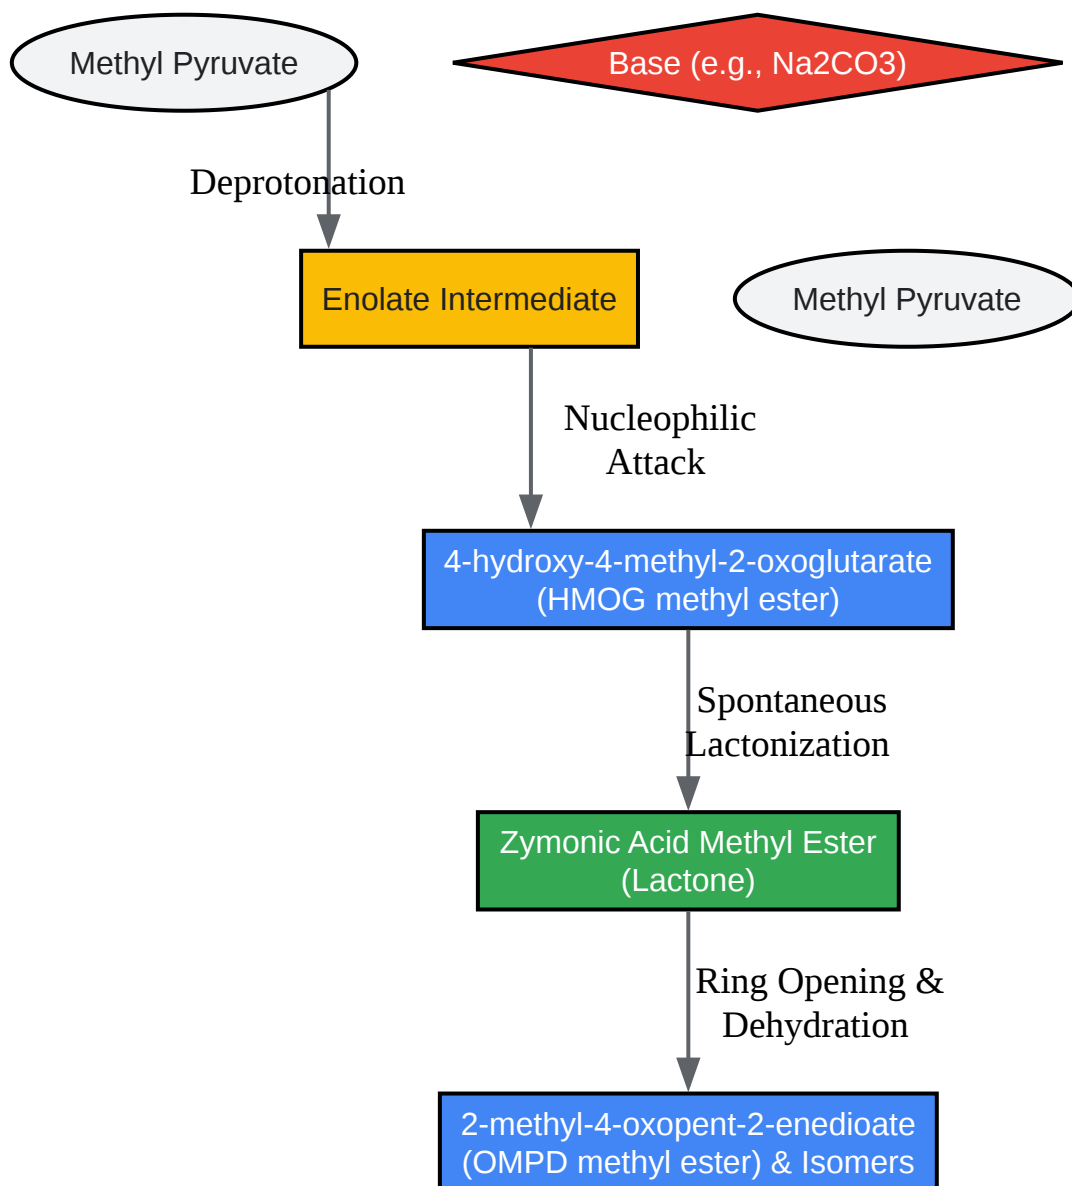 Methyl Pyruvate
Base (e.g., Na2CO3)
Deprotonation
Enolate Intermediate
Methyl Pyruvate
Nucleophilic
Attack
4-hydroxy-4-methyl-2-oxoglutarate
(HMOG methyl ester)
Spontaneous
Lactonization
Zymonic Acid Methyl Ester
(Lactone)
Ring Opening &
Dehydration
2-methyl-4-oxopent-2-enedioate
(OMPD methyl ester) & Isomers